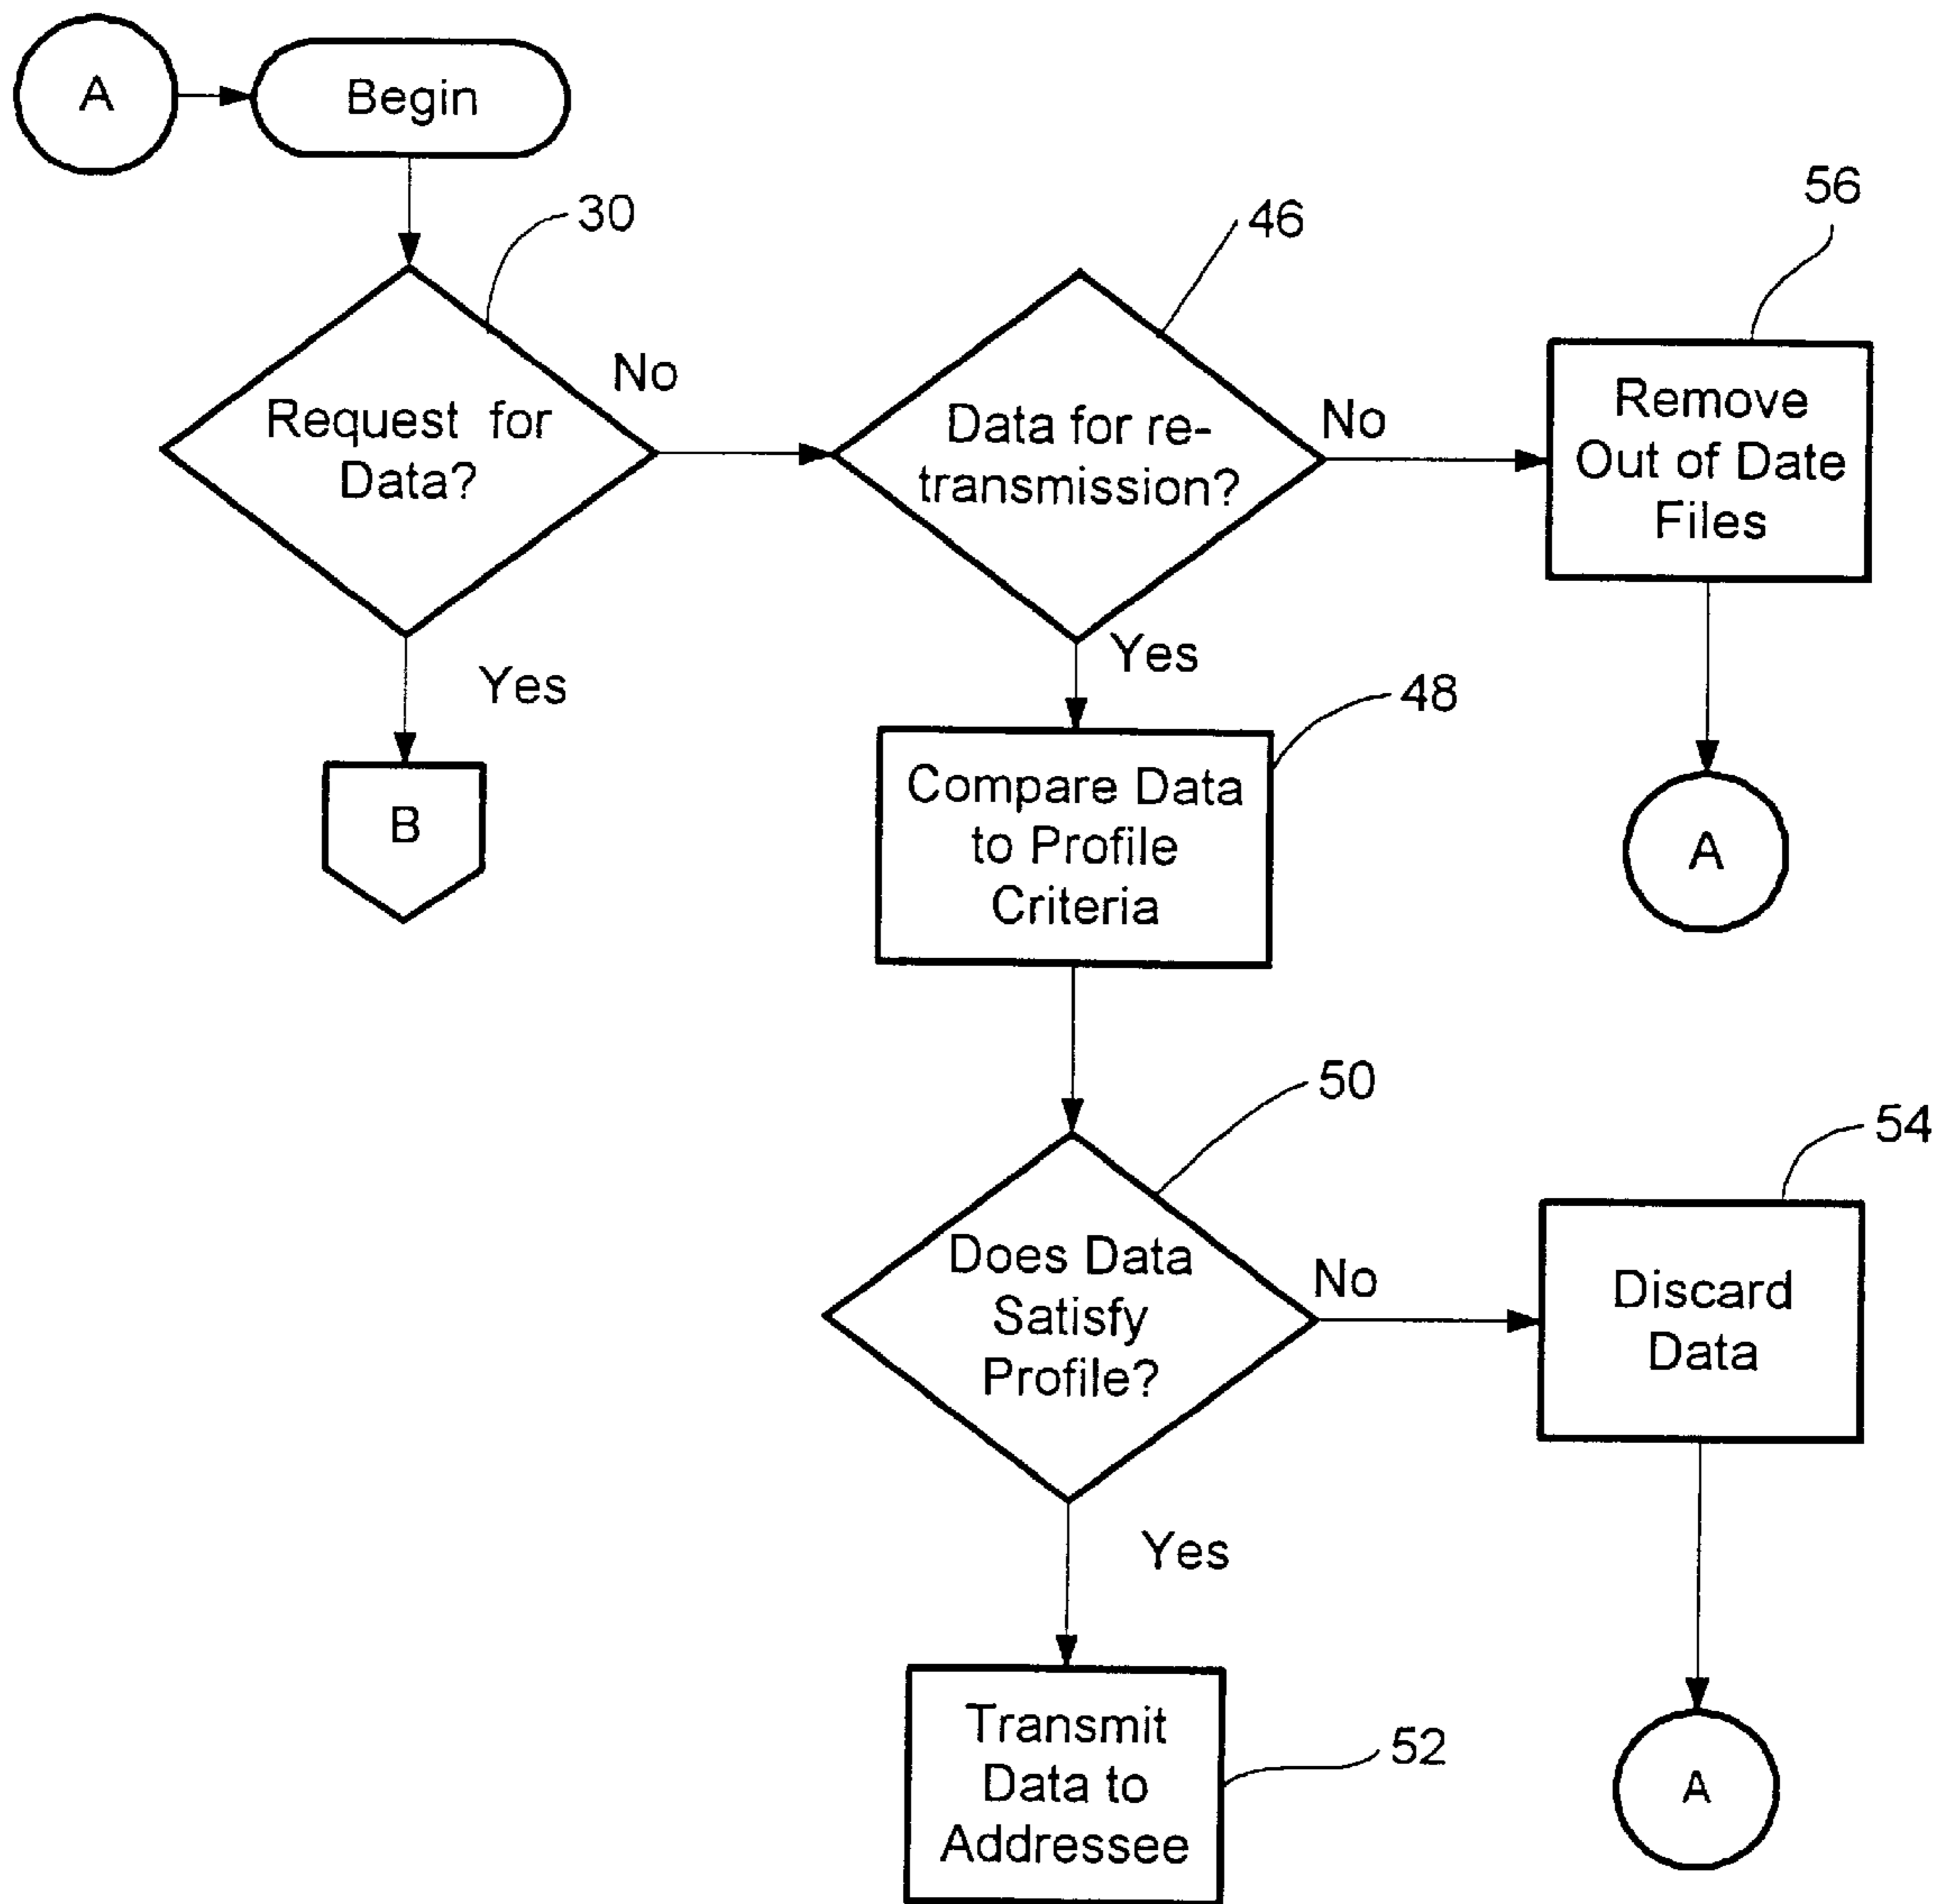 A
Begin
30
46
56
Request for
Data?
No
Data for re-
transmission?
No
Remove
Out of Date
Files
Yes
Yes
48
B
Compare Data
to Profile
Criteria
A
50
54
Does Data
Satisfy
Profile?
No
Discard
Data
Yes
Transmit
Data to
Addressee
52
A